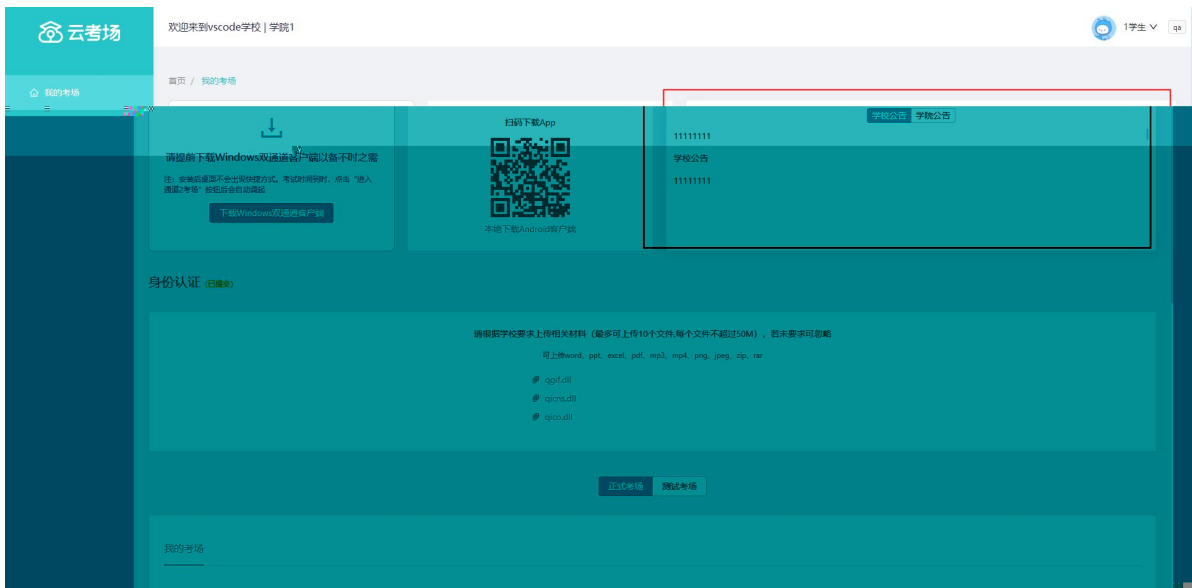 云考场
欢迎来到vscode学校 | 学院1
1学生
qa
首页 / 我的考场
我的考场
请提前下载Windows双通道客户端以备不时之需
注：安装后桌面不会出现快捷方式。考试时间到时，点击“进入
通道2考场”按钮后会自动调起
下载Windows双通道客户端
扫码下载App
本地下载Android客户端
学校公告 学院公告
11111111
学校公告
11111111
身份认证 (已提交)
请根据学校要求上传相关材料（最多可上传10个文件,每个文件不超过50M），若未要求可忽略
可上传word、ppt、excel、pdf、mp3、mp4、png、jpeg、zip、rar
qgif.dll
qicns.dll
qico.dll
正式考场 测试考场
我的考场